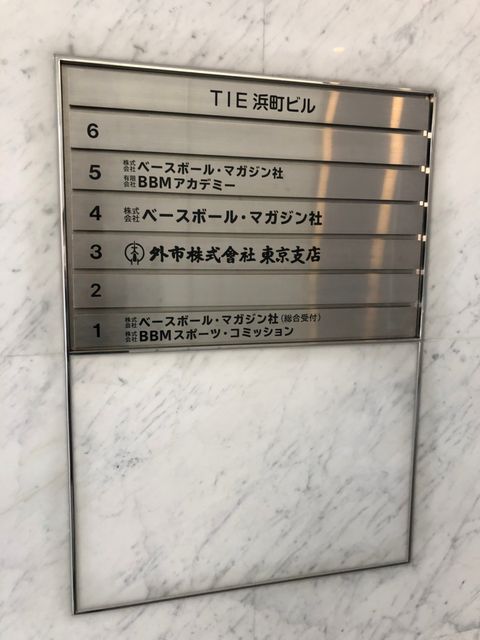 TIE浜町ビル
6
5 株式会社 ベースボール・マガジン社
有限会社 BBMアカデミー
4 株式会社 ベースボール・マガジン社
3 外市株式會社 東京支店
2
1 株式会社 ベースボール・マガジン社(総合受付)
株式会社 BBMスポーツ・コミッション